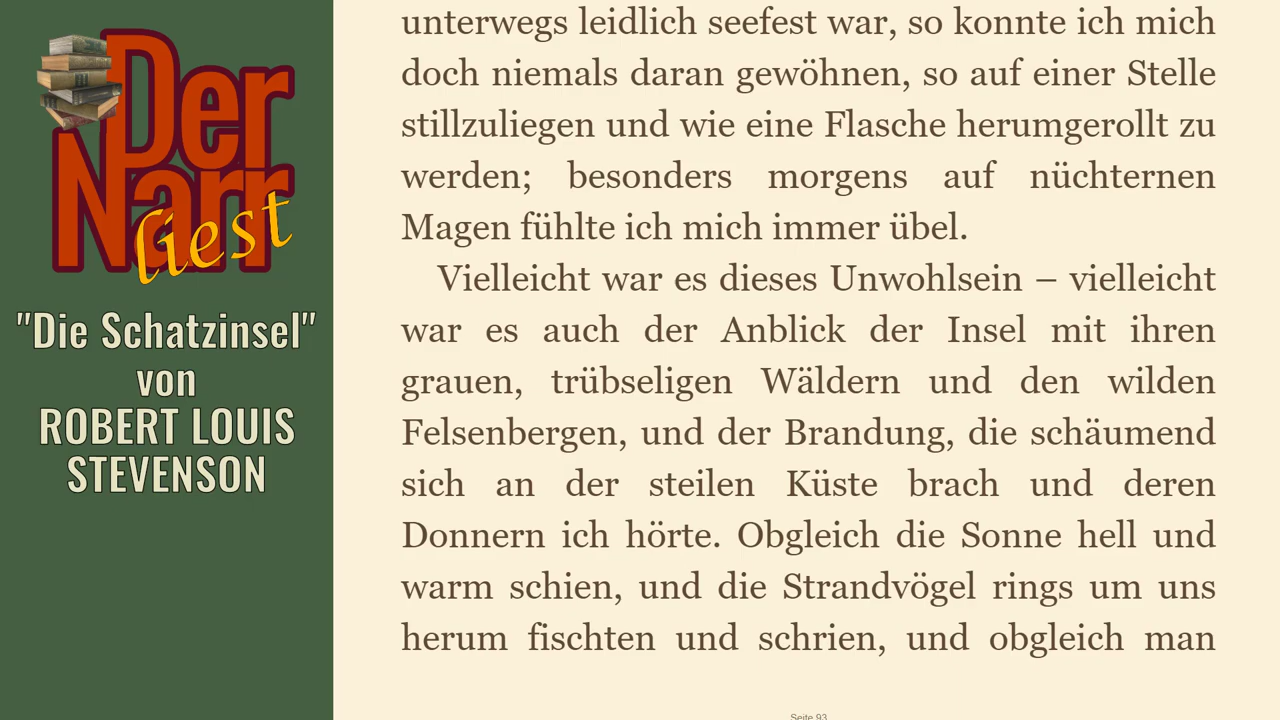 Der
Narr
liest
"Die Schatzinsel"
von
ROBERT LOUIS
STEVENSON
unterwegs leidlich seefest war, so konnte ich mich
doch niemals daran gewöhnen, so auf einer Stelle
stillzuliegen und wie eine Flasche herumgerollt zu
werden; besonders morgens auf nüchternen
Magen fühlte ich mich immer übel.
Vielleicht war es dieses Unwohlsein – vielleicht
war es auch der Anblick der Insel mit ihren
grauen, trübseligen Wäldern und den wilden
Felsenbergen, und der Brandung, die schäumend
sich an der steilen Küste brach und deren
Donnern ich hörte. Obgleich die Sonne hell und
warm schien, und die Strandvögel rings um uns
herum fischten und schrien, und obgleich man
Seite 93